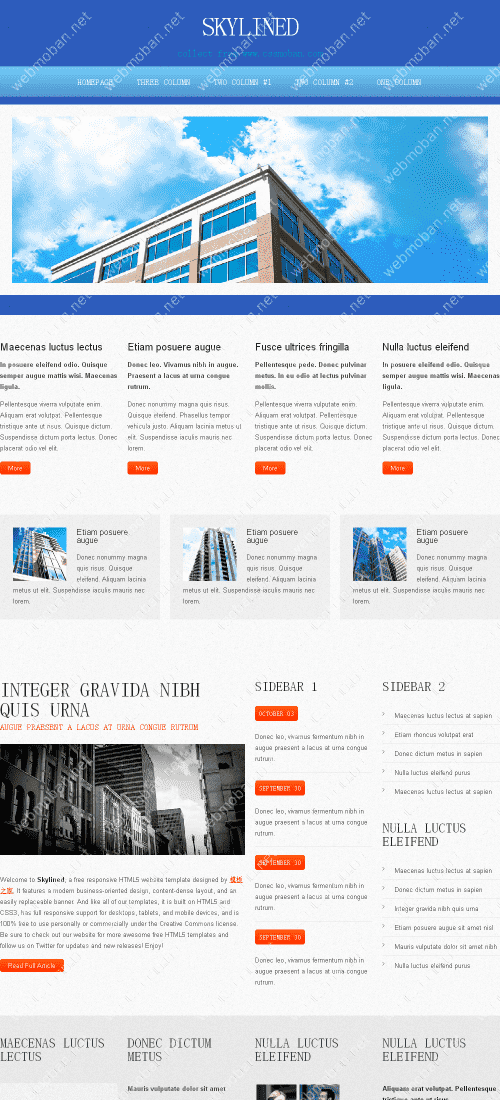 SKYLINED
HOMEPAGE THREE COLUMN TWO COLUMN #1 TWO COLUMN #2 ONE COLUMN
webmoban.net
Maecenas luctus lectus
In posuere eleifend odio. Quisque
semper augue mattis wisi. Maecenas
ligula.
Pellentesque viverra vulputate enim.
Aliquam erat volutpat. Pellentesque
tristique ante ut risus. Quisque dictum.
Suspendisse dictum porta lectus. Donec
placerat odio vel elit.
More
Etiam posuere augue
Donec leo. Vivamus nibh in augue.
Praesent a lacus at urna congue
rutrum.
Donec nonummy magna quis risus.
Quisque eleifend. Phasellus tempor
vehicula justo. Aliquam lacinia metus ut
elit. Suspendisse iaculis mauris nec
lorem.
More
Fusce ultrices fringilla
Pellentesque pede. Donec pulvinar
metus. In eu odio at lectus pulvinar
mollis.
Pellentesque viverra vulputate enim.
Aliquam erat volutpat. Pellentesque
tristique ante ut risus. Quisque dictum.
Suspendisse dictum porta lectus. Donec
placerat odio vel elit.
More
Nulla luctus eleifend
In posuere eleifend odio. Quisque
semper augue mattis wisi. Maecenas
ligula.
Pellentesque viverra vulputate enim.
Aliquam erat volutpat. Pellentesque
tristique ante ut risus. Quisque dictum.
Suspendisse dictum porta lectus. Donec
placerat odio vel elit.
More
Etiam posuere
augue
Donec nonummy magna
quis risus. Quisque
eleifend. Aliquam lacinia
metus ut elit. Suspendisse iaculis mauris nec
lorem.
Etiam posuere
augue
Donec nonummy magna
quis risus. Quisque
eleifend. Aliquam lacinia
metus ut elit. Suspendisse iaculis mauris nec
lorem.
Etiam posuere
augue
Donec nonummy magna
quis risus. Quisque
eleifend. Aliquam lacinia
metus ut elit. Suspendisse iaculis mauris nec
lorem.
INTEGER GRAVIDA NIBH
QUIS URNA
AUGUE PRAESENT A LACUS AT URNA CONGUE RUTRUM
Welcome to Skylined, a free responsive HTML5 website template designed by 模板
之家. It features a modern business-oriented design, content-dense layout, and an
easily replaceable banner. And like all of our templates, it is built on HTML5 and
CSS3, has full responsive support for desktops, tablets, and mobile devices, and is
100% free to use personally or commercially under the Creative Commons license.
Be sure to check out our website for more awesome free HTML5 templates and
follow us on Twitter for updates and new releases! Enjoy!
Read Full Article
SIDEBAR 1
OCTOBER 03
Donec leo, vivamus fermentum nibh in
augue praesent a lacus at urna congue
rutrum.
SEPTEMBER 30
Donec leo, vivamus fermentum nibh in
augue praesent a lacus at urna congue
rutrum.
SEPTEMBER 30
Donec leo, vivamus fermentum nibh in
augue praesent a lacus at urna congue
rutrum.
SEPTEMBER 30
Donec leo, vivamus fermentum nibh in
augue praesent a lacus at urna congue
rutrum.
SIDEBAR 2
Maecenas luctus lectus at sapien
Etiam rhoncus volutpat erat
Donec dictum metus in sapien
Nulla luctus eleifend purus
Maecenas luctus lectus at sapien
NULLA LUCTUS
ELEIFEND
Maecenas luctus lectus at sapien
Donec dictum metus in sapien
Integer gravida nibh quis urna
Etiam posuere augue sit amet nisl
Mauris vulputate dolor sit amet nibh
Nulla luctus eleifend purus
MAECENAS LUCTUS
LECTUS
DONEC DICTUM
METUS
Mauris vulputate dolor sit amet
NULLA LUCTUS
ELEIFEND
NULLA LUCTUS
ELEIFEND
Aliquam erat volutpat. Pellentesque
tristique ante ut risus.